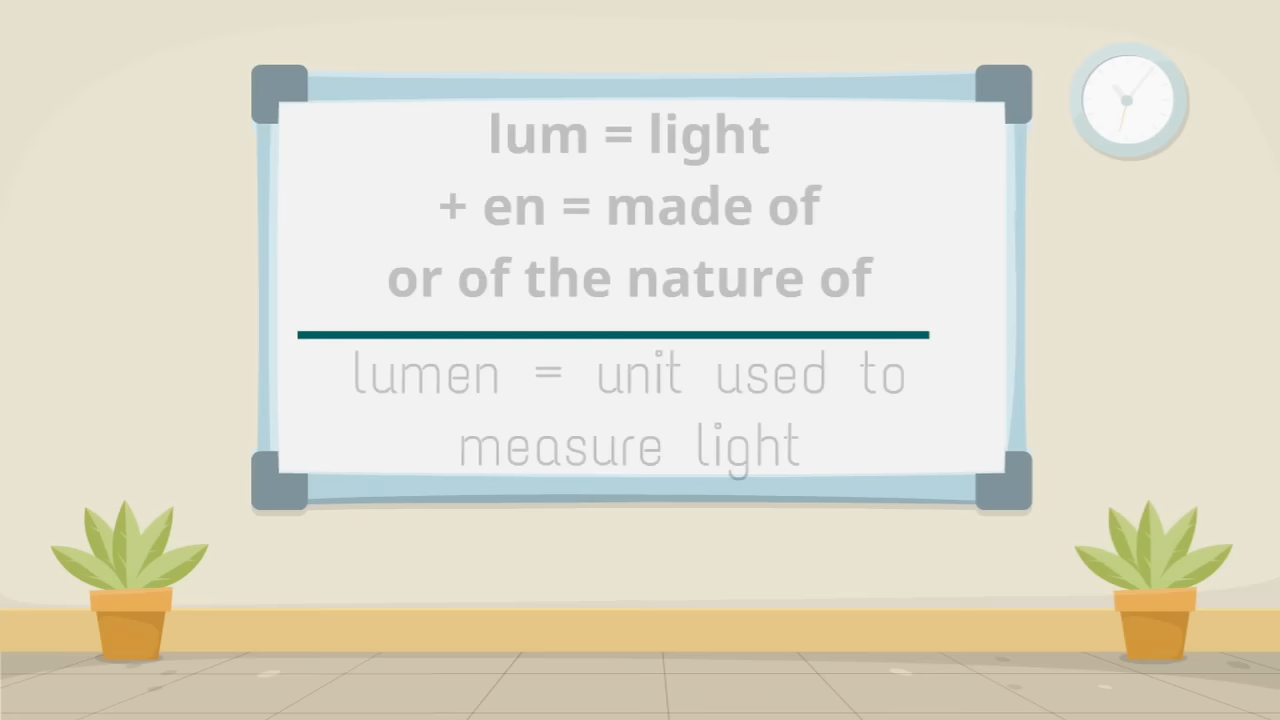 lum = light
+ en = made of
or of the nature of
lumen = unit used to
measure light